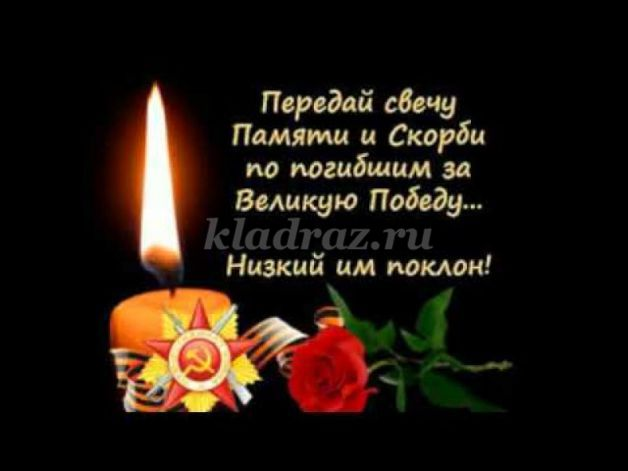 Передай свечу
Памяти и Скорби
по погибшим за
Великую Победу...
kladraz.ru
Низкий им поклон!